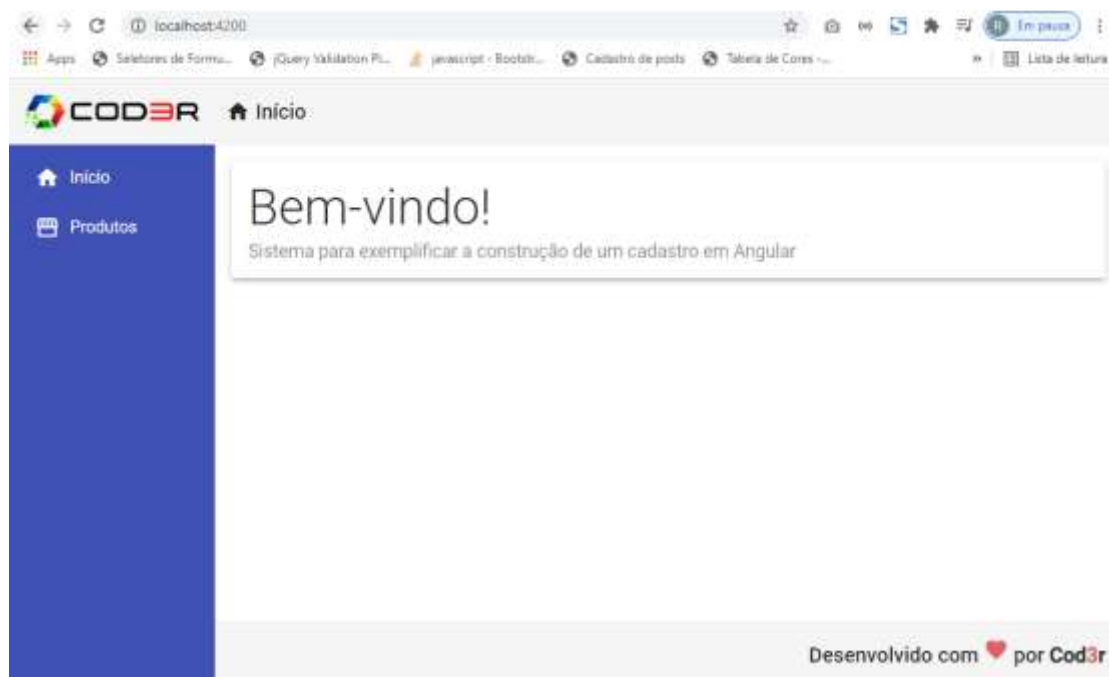 localhost:4200
Em pausa
Apps Seletores de Formu... jQuery Validation Pl... javascript - Bootstr... Cadastro de posts Tabela de Cores -... » Lista de leitura
COD3R Início
Início
Produtos
Bem-vindo!
Sistema para exemplificar a construção de um cadastro em Angular
Desenvolvido com ❤ por Cod3r